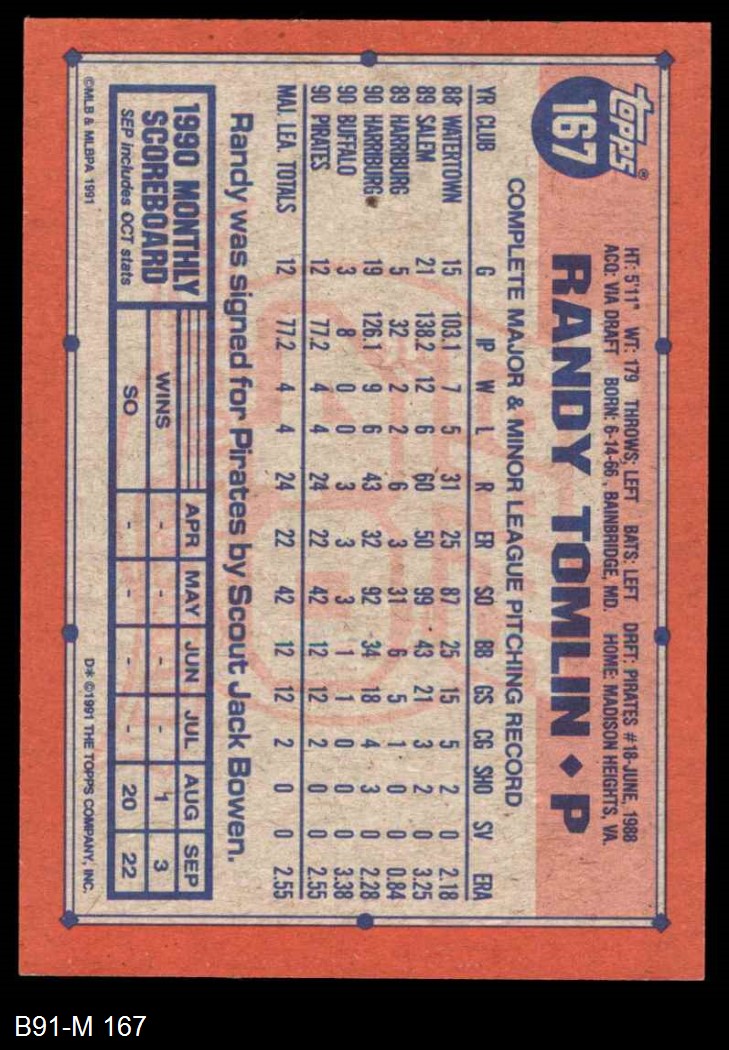 topps®
167
HT: 5'11" WT: 179 THROWS: LEFT BATS: LEFT DRFT: PIRATES #18-JUNE, 1988
ACQ: VIA DRAFT BORN: 6-14-66, BAINBRIDGE, MD. HOME: MADISON HEIGHTS, VA.
RANDY TOMLIN ♦ P
COMPLETE MAJOR & MINOR LEAGUE PITCHING RECORD
YR CLUB G IP W L R ER SO BB GS CG SHO SV ERA
88 WATERTOWN 15 103.1 7 5 31 25 87 25 15 5 2 0 2.18
89 SALEM 21 138.2 12 6 60 50 99 43 21 3 2 0 3.25
89 HARRBURG 5 32 2 2 6 3 31 6 5 1 0 0 0.84
90 HARRBURG 19 126.1 9 6 43 32 92 34 18 4 3 0 2.28
90 BUFFALO 3 8 0 0 3 3 3 1 1 0 0 0 3.38
90 PIRATES 12 77.2 4 4 24 22 42 12 12 2 0 0 2.55
MAJ. LEA. TOTALS 12 77.2 4 4 24 22 42 12 12 2 0 0 2.55
Randy was signed for Pirates by Scout Jack Bowen.
1990 MONTHLY
SCOREBOARD
SEP includes OCT stats
APR MAY JUN JUL AUG SEP
WINS - - - - 1 3
SO - - - - 20 22
©MLB & MLBPA 1991
D* ©1991 THE TOPPS COMPANY, INC.
B91-M 167